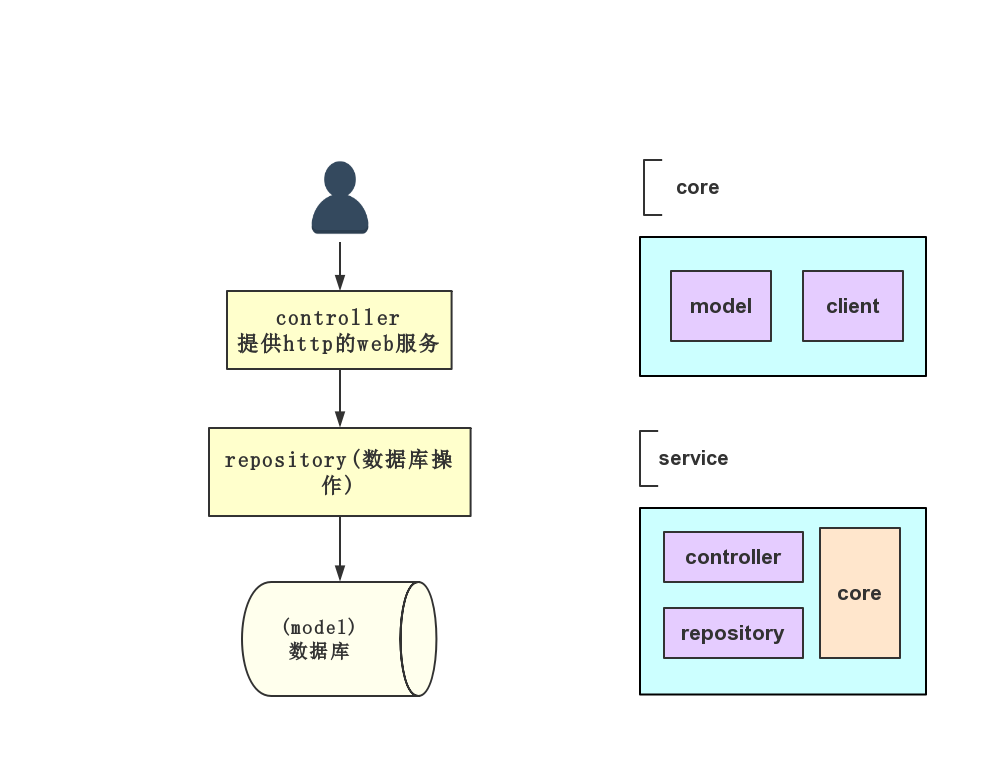 controller
提供http的web服务
repository(数据库操
作)
(model)
数据库
core
model
client
service
controller
repository
core